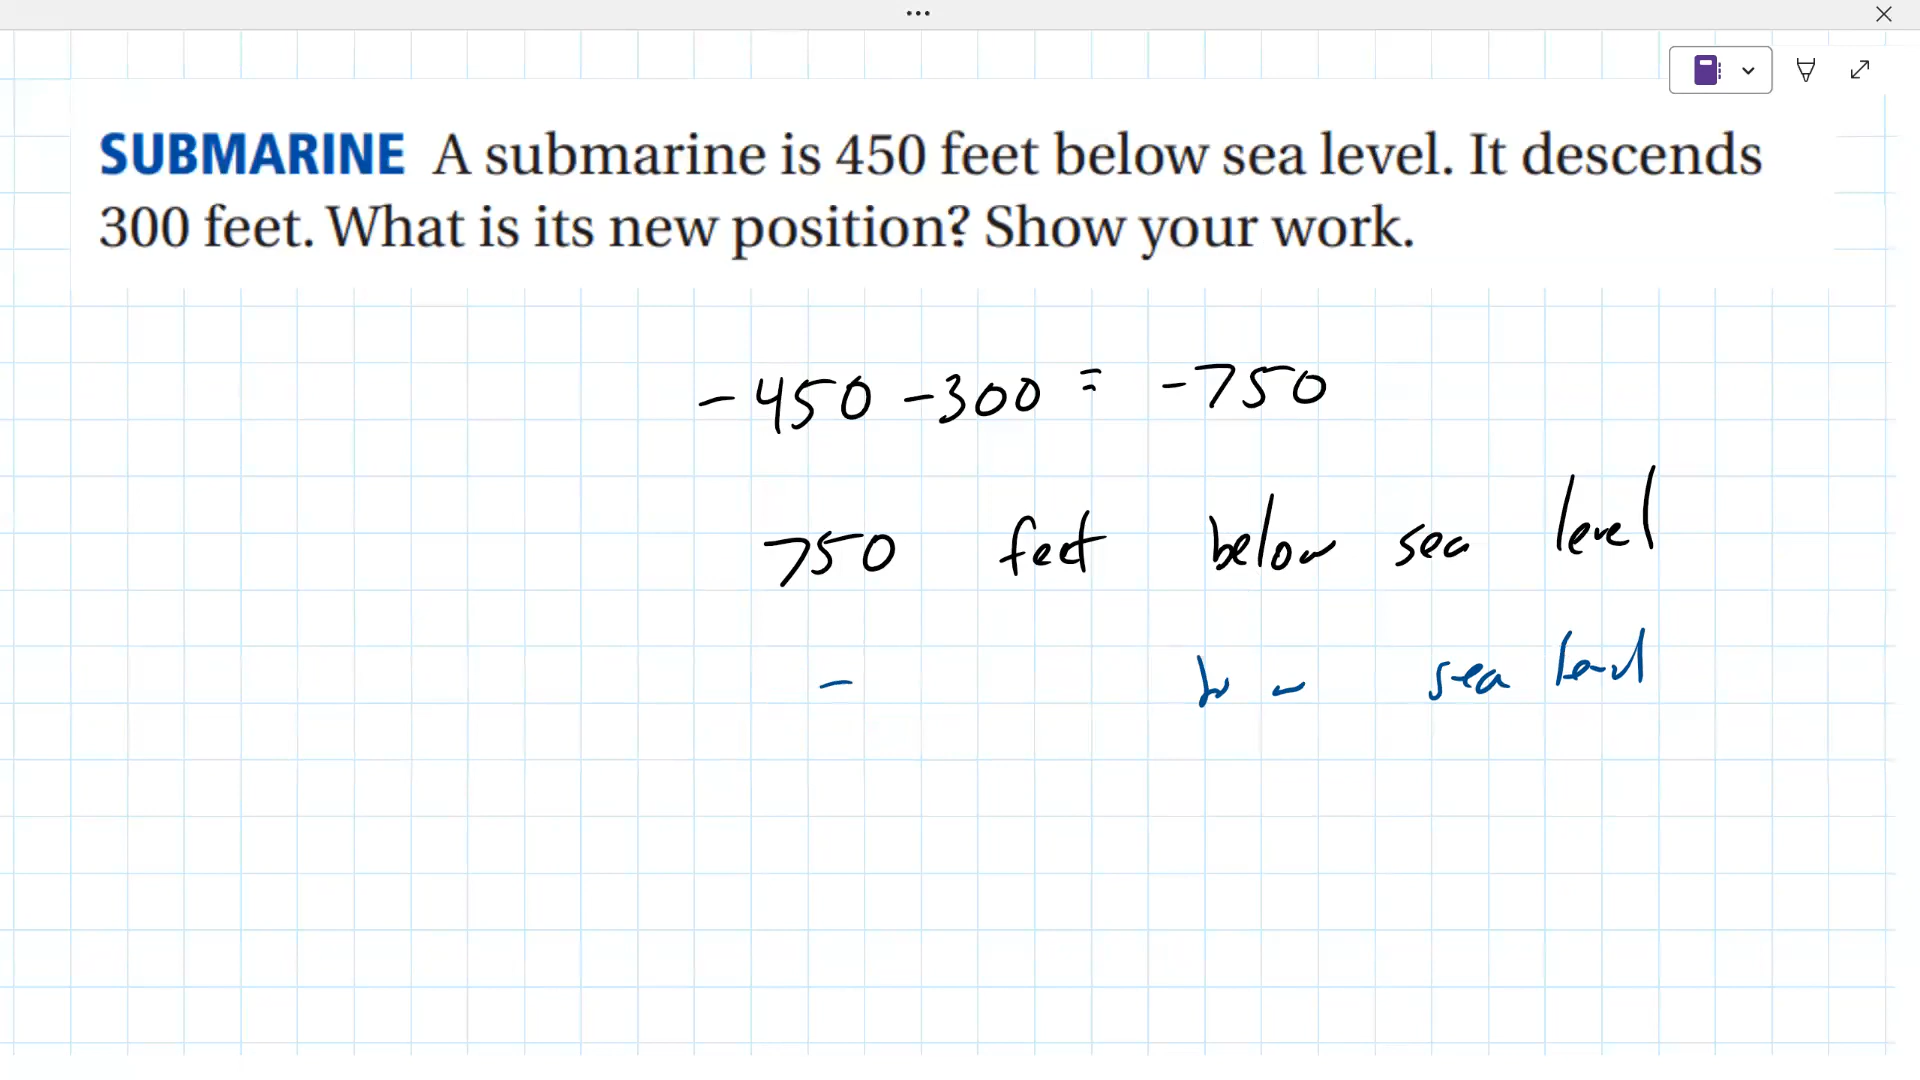 SUBMARINE A submarine is 450 feet below sea level. It descends
300 feet. What is its new position? Show your work.
-450 -300 = -750
750 feet below sea level
- sea level